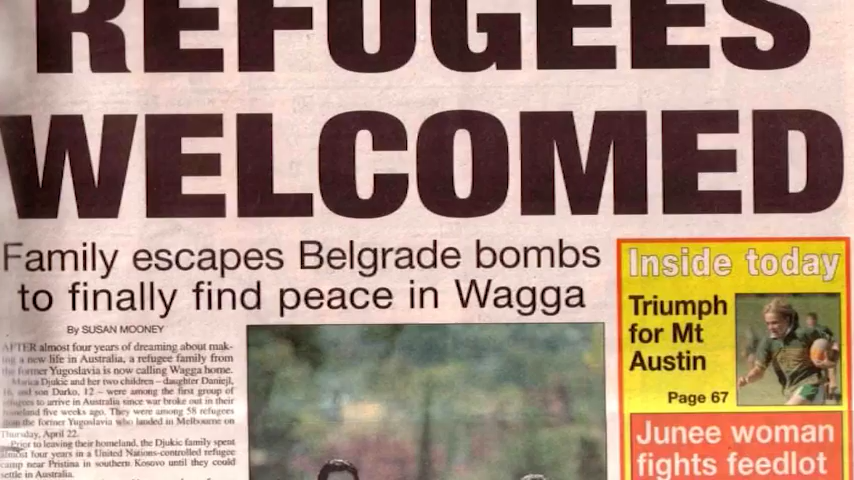 REFUGEES
WELCOMED
Family escapes Belgrade bombs
to finally find peace in Wagga
By SUSAN MOONEY
AFTER almost four years of dreaming about mak-
ing a new life in Australia, a refugee family from
the former Yugoslavia is now calling Wagga home.
Djukic and her two children – daughter Daniejl,
and son Darko, 12 – were among the first group of
refugees to arrive in Australia since war broke out in their
homeland five weeks ago. They were among 58 refugees
from the former Yugoslavia who landed in Melbourne on
Thursday, April 22.
Prior to leaving their homeland, the Djukic family spent
almost four years in a United Nations-controlled refugee
camp near Pristina in southern Kosovo until they could
settle in Australia.
Inside today
Triumph
for Mt
Austin
Page 67
Junee woman
fights feedlot